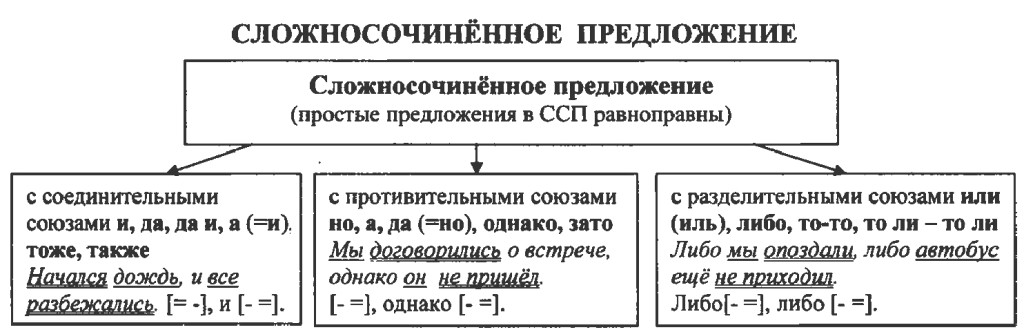 СЛОЖНОСОЧИНЁННОЕ ПРЕДЛОЖЕНИЕ
Сложносочинённое предложение
(простые предложения в ССП равноправны)
с соединительными
союзами и, да, да и, а (=и),
тоже, также
Начался дождь, и все
разбежались. [= -], и [- =].
с противительными союзами
но, а, да (=но), однако, зато
Мы договорились о встрече,
однако он не пришёл.
[- =], однако [- =].
с разделительными союзами или
(иль), либо, то-то, то ли – то ли
Либо мы опоздали, либо автобус
ещё не приходил.
Либо[- =], либо [- =].